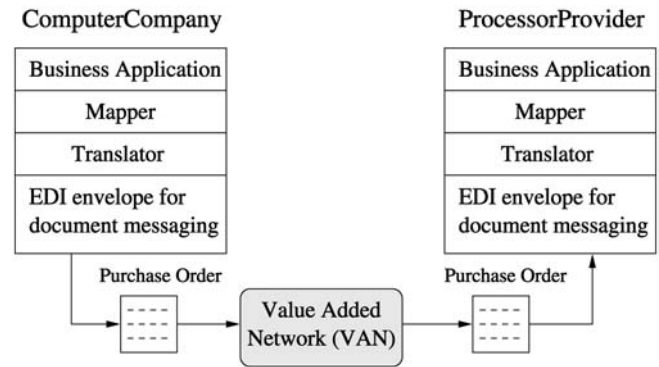 ComputerCompany
Business Application
Mapper
Translator
EDI envelope for
document messaging
ProcessorProvider
Business Application
Mapper
Translator
EDI envelope for
document messaging
Purchase Order
Value Added
Network (VAN)
Purchase Order